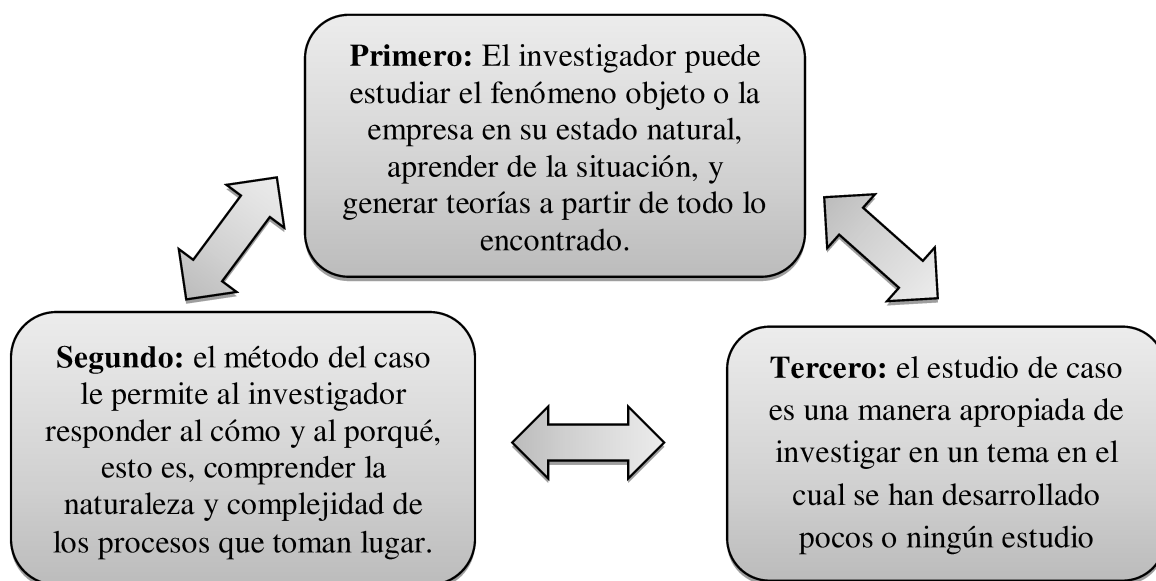 Primero: El investigador puede
estudiar el fenómeno objeto o la
empresa en su estado natural,
aprender de la situación, y
generar teorías a partir de todo lo
encontrado.
Segundo: el método del caso
le permite al investigador
responder al cómo y al porqué,
esto es, comprender la
naturaleza y complejidad de
los procesos que toman lugar.
Tercero: el estudio de caso
es una manera apropiada de
investigar en un tema en el
cual se han desarrollado
pocos o ningún estudio